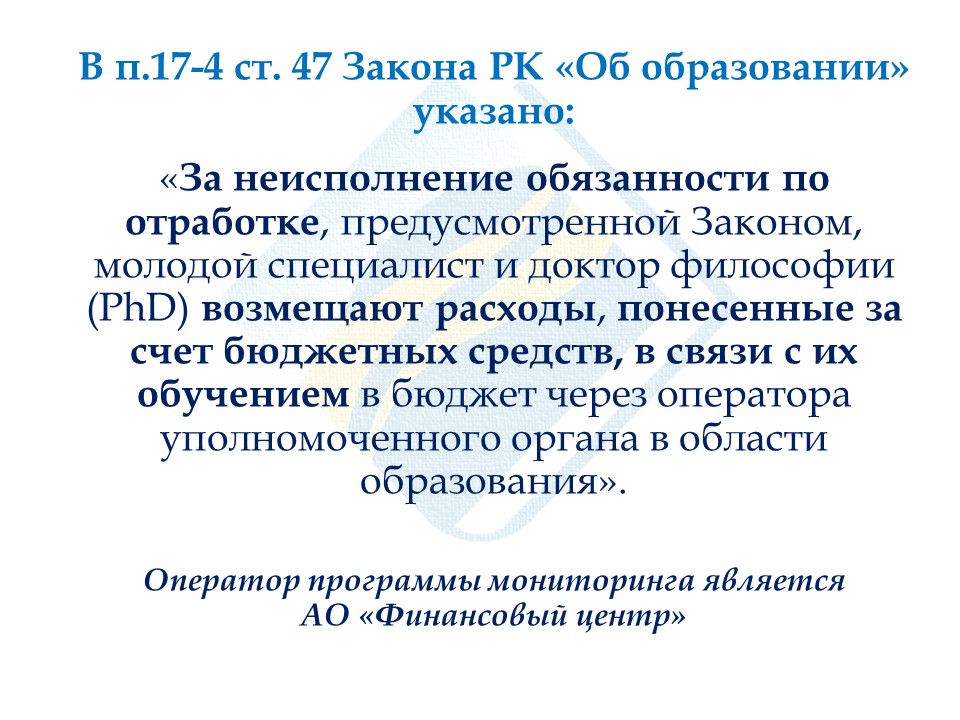 В п.17-4 ст. 47 Закона РК «Об образовании»
указано:
«За неисполнение обязанности по
отработке, предусмотренной Законом,
молодой специалист и доктор философии
(PhD) возмещают расходы, понесенные за
счет бюджетных средств, в связи с их
обучением в бюджет через оператора
уполномоченного органа в области
образования».
Оператор программы мониторинга является
АО «Финансовый центр»